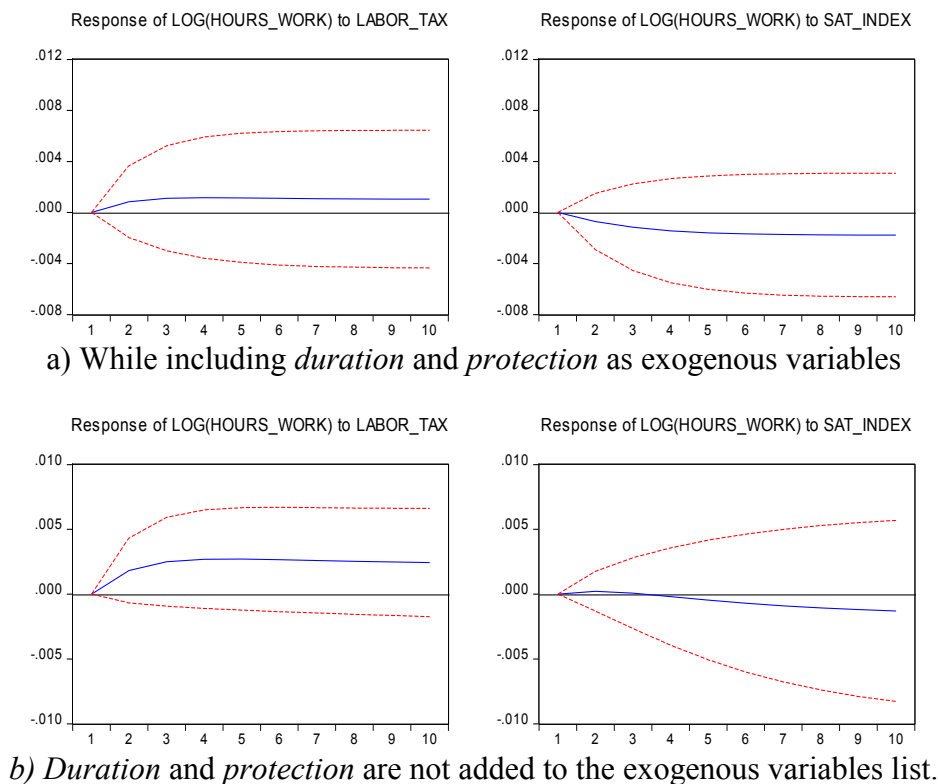 Response of LOG(HOURS_WORK) to LABOR_TAX
Response of LOG(HOURS_WORK) to SAT_INDEX
.012
.008
.004
.000
-.004
-.008
1 2 3 4 5 6 7 8 9 10
.012
.008
.004
.000
-.004
-.008
1 2 3 4 5 6 7 8 9 10
a) While including duration and protection as exogenous variables
Response of LOG(HOURS_WORK) to LABOR_TAX
Response of LOG(HOURS_WORK) to SAT_INDEX
.010
.005
.000
-.005
-.010
1 2 3 4 5 6 7 8 9 10
.010
.005
.000
-.005
-.010
1 2 3 4 5 6 7 8 9 10
b) Duration and protection are not added to the exogenous variables list.